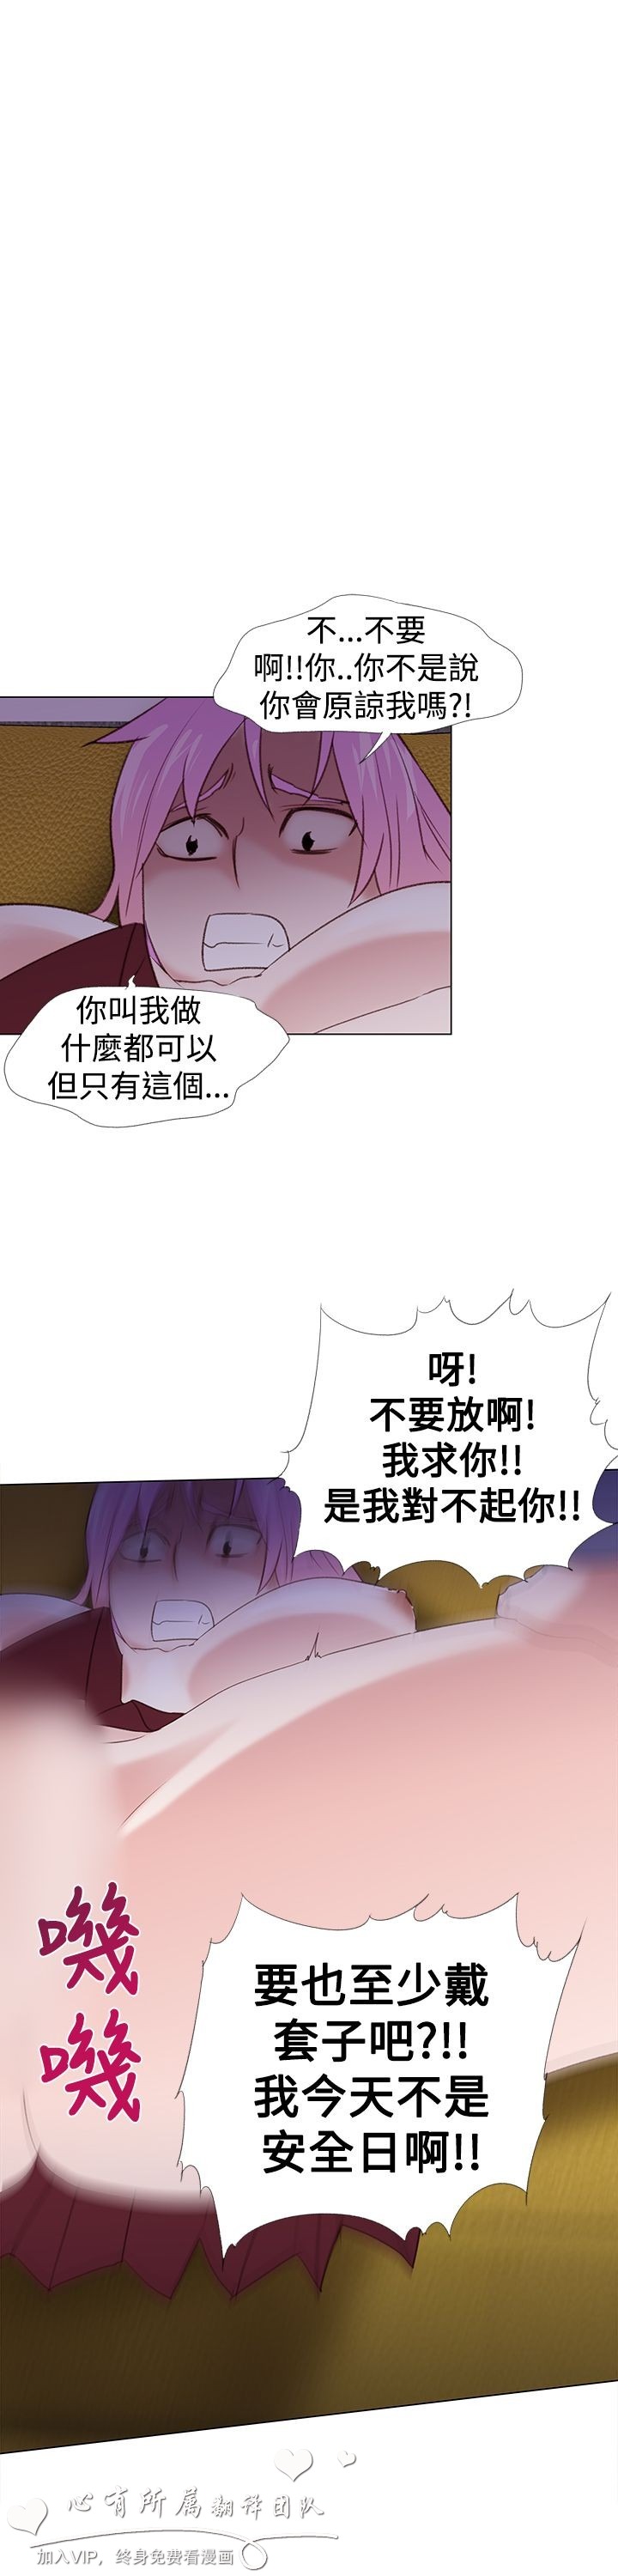 不...不要
啊!!你..你不是說
你會原諒我嗎?!
你叫我做
什麼都可以
但只有這個...
呀!
不要放啊!
我求你!!
是我對不起你!!
嘰
嘰
要也至少戴
套子吧?!!
我今天不是
安全日啊!!
心有所属翻译团队
加入VIP，终身免费看漫画